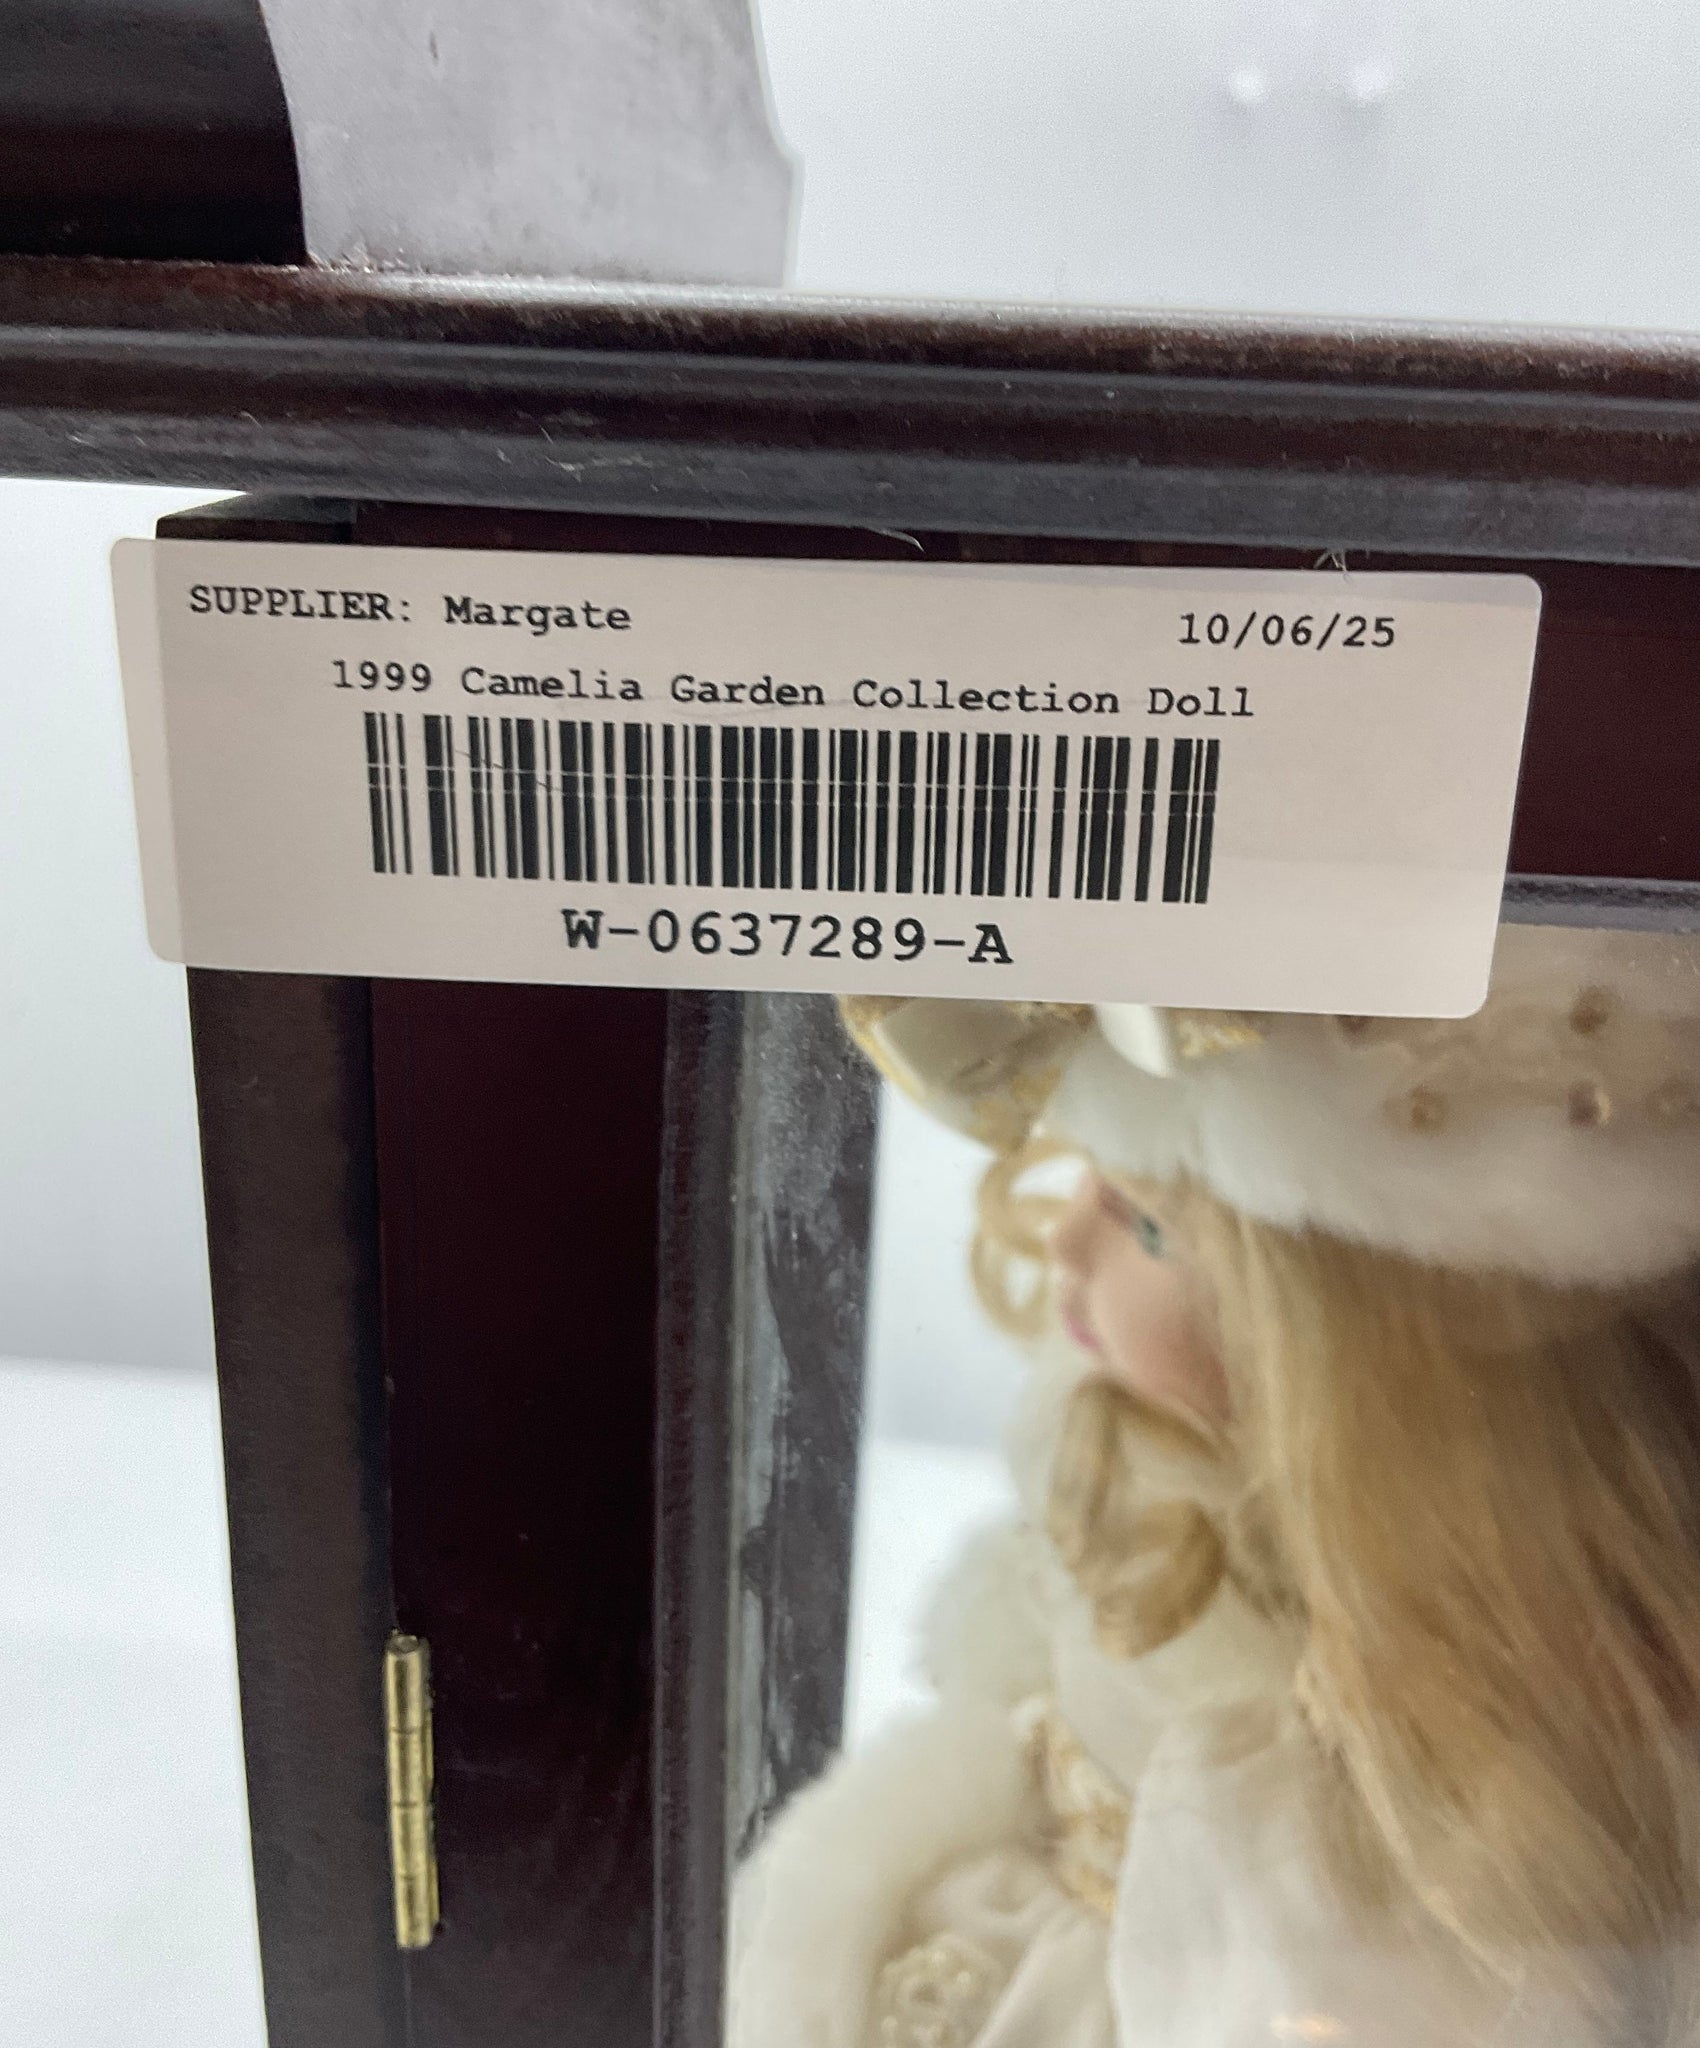 SUPPLIER: Margate 10/06/25
1999 Camelia Garden Collection Doll
W-0637289-A